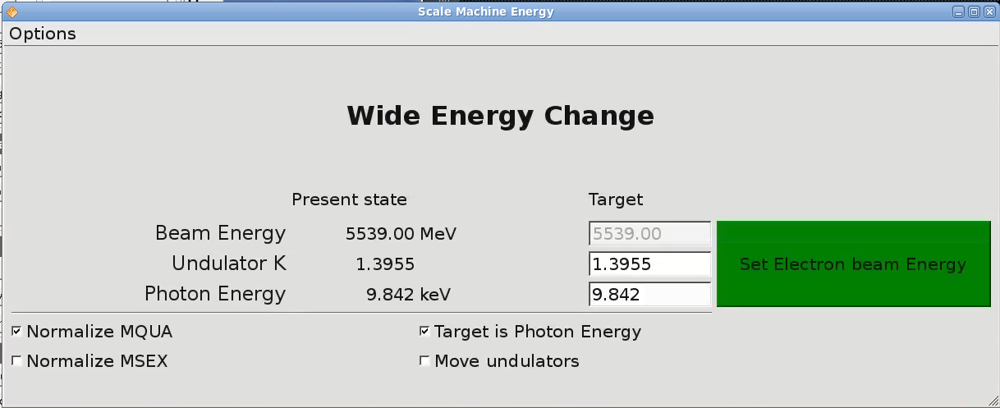 Scale Machine Energy
Options
Wide Energy Change
Present state Target
Beam Energy 5539.00 MeV 5539.00
Undulator K 1.3955 1.3955 Set Electron beam Energy
Photon Energy 9.842 keV 9.842
Normalize MQUA Target is Photon Energy
Normalize MSEX Move undulators